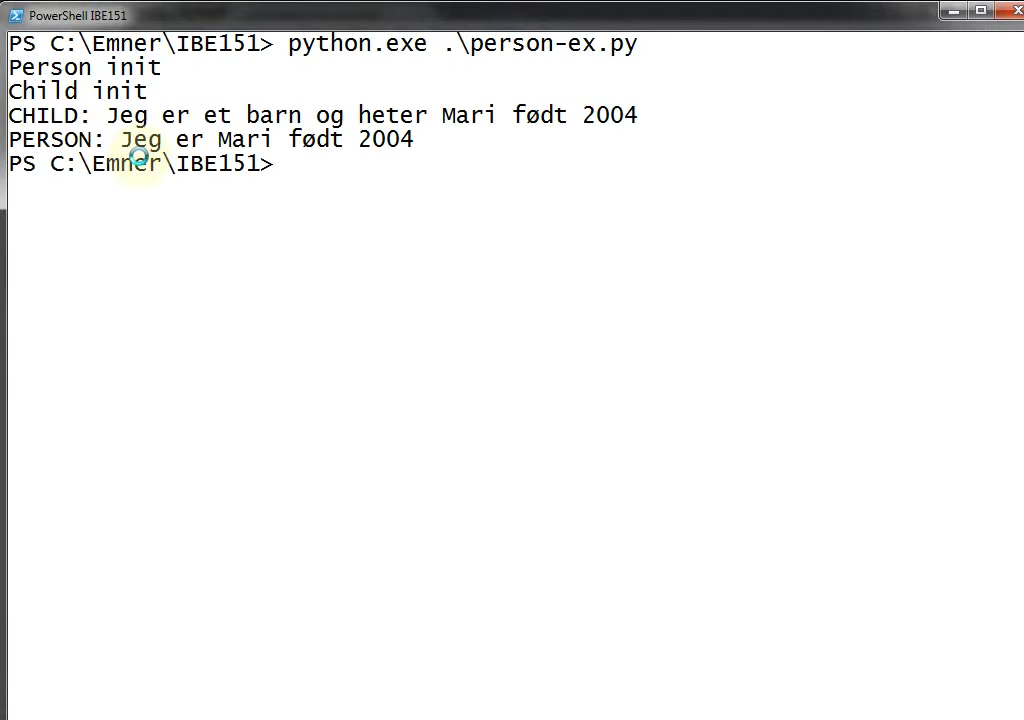 PowerShell IBE151
PS C:\Emner\IBE151> python.exe .\person-ex.py
Person init
Child init
CHILD: Jeg er et barn og heter Mari født 2004
PERSON: Jeg er Mari født 2004
PS C:\Emner\IBE151>